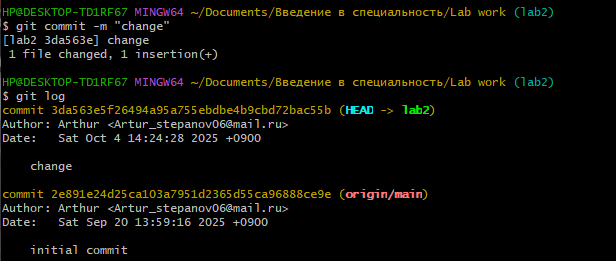 HP@DESKTOP-TD1RF67 MINGW64 ~/Documents/Введение в специальность/Lab work (lab2)
$ git commit -m "change"
[lab2 3da563e] change
 1 file changed, 1 insertion(+)
HP@DESKTOP-TD1RF67 MINGW64 ~/Documents/Введение в специальность/Lab work (lab2)
$ git log
commit 3da563e5f26494a95a755ebdbe4b9cbd72bac55b (HEAD -> lab2)
Author: Arthur <Artur_stepanov06@mail.ru>
Date:   Sat Oct 4 14:24:28 2025 +0900
    change
commit 2e891e24d25ca103a7951d2365d55ca96888ce9e (origin/main)
Author: Arthur <Artur_stepanov06@mail.ru>
Date:   Sat Sep 20 13:59:16 2025 +0900
    initial commit